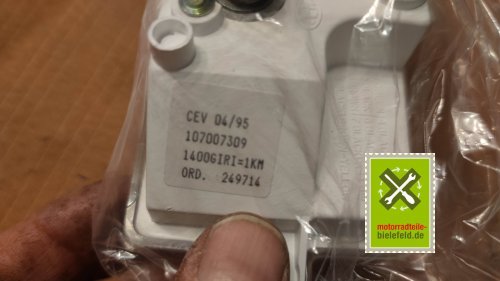 CEV 04/95
107007309
1400GIRI=1KM
ORD. 249714
motorradteile-
bielefeld.de